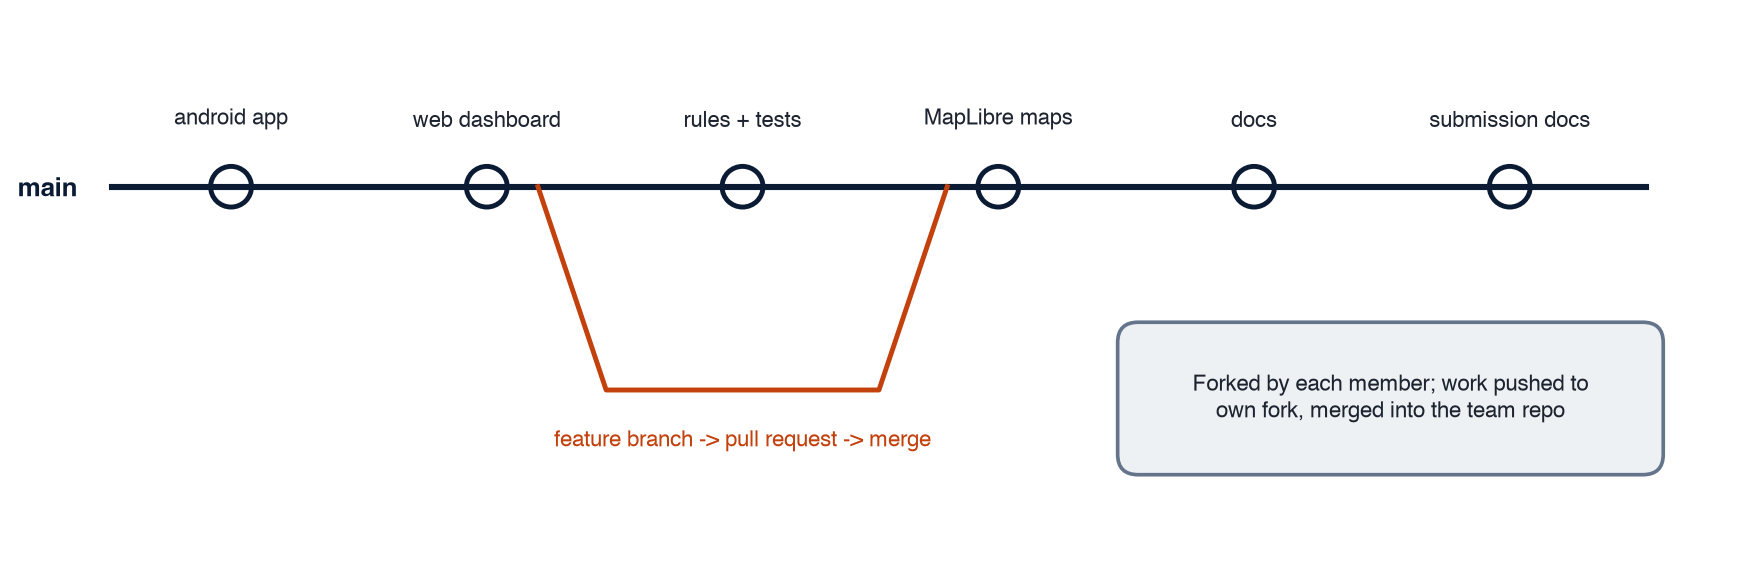 android app
web dashboard
rules + tests
MapLibre maps
docs
submission docs
main
Forked by each member; work pushed to
own fork, merged into the team repo
feature branch -> pull request -> merge